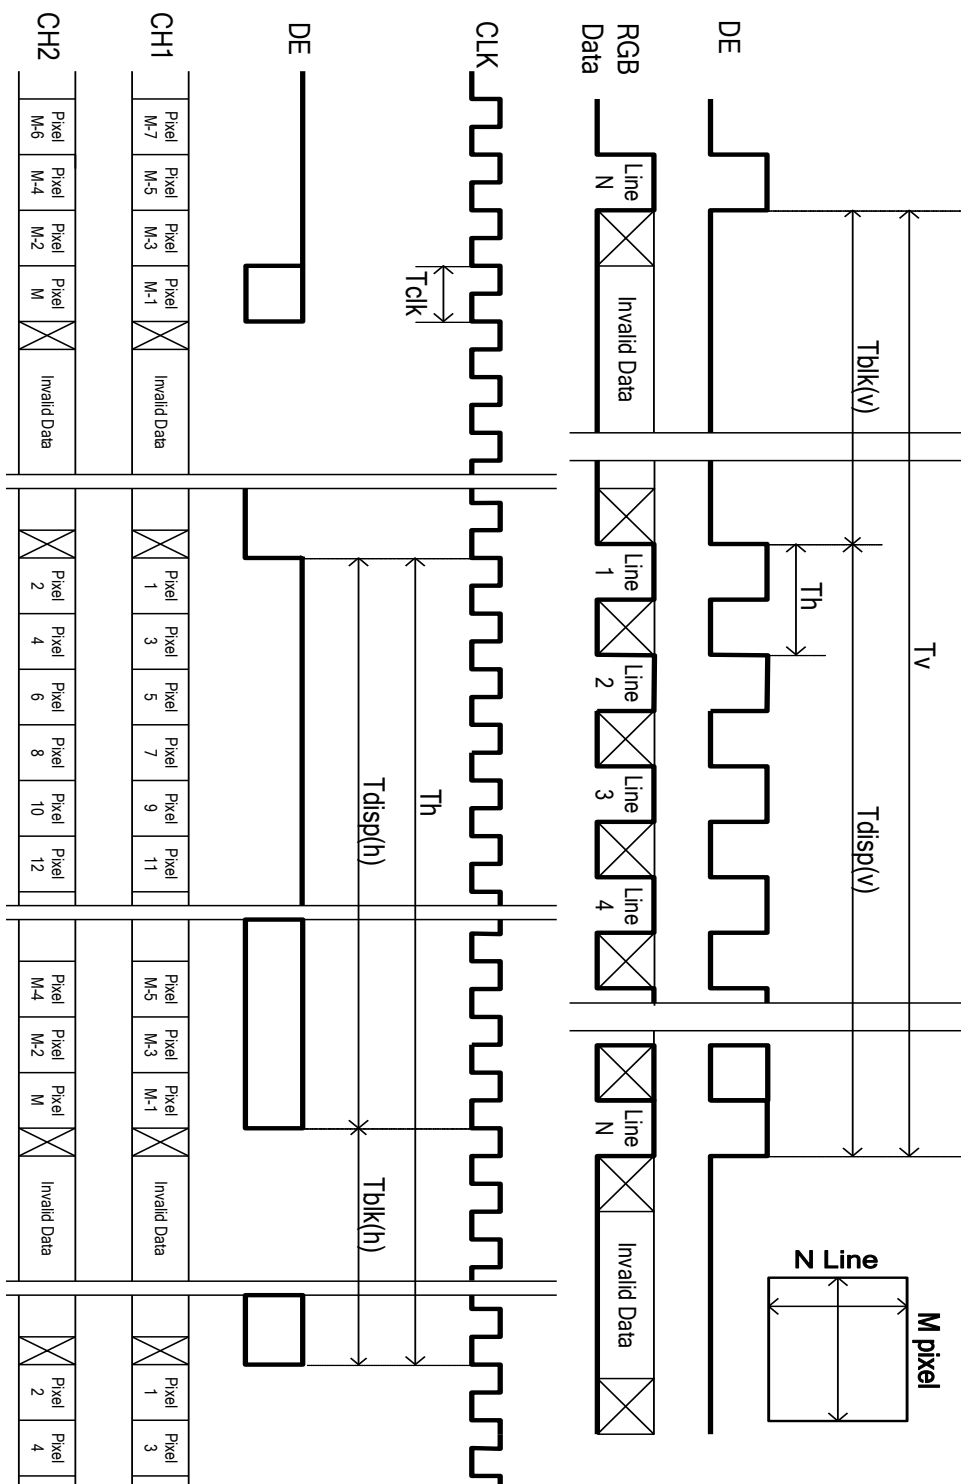 DE
RGB
Data
Tv
Tblk(v)
Tdisp(v)
Th
Line
N
Invalid Data
Line
1
Line
2
Line
3
Line
4
Line
N
Invalid Data
M pixel
N Line
CLK
Tclk
DE
Th
Tdisp(h)
Tblk(h)
CH1
Pixel
M-7
Pixel
M-5
Pixel
M-3
Pixel
M-1
Invalid Data
Pixel
1
Pixel
3
Pixel
5
Pixel
7
Pixel
9
Pixel
11
Pixel
M-5
Pixel
M-3
Pixel
M-1
Invalid Data
Pixel
1
Pixel
3
CH2
Pixel
M-6
Pixel
M-4
Pixel
M-2
Pixel
M
Invalid Data
Pixel
2
Pixel
4
Pixel
6
Pixel
8
Pixel
10
Pixel
12
Pixel
M-4
Pixel
M-2
Pixel
M
Invalid Data
Pixel
2
Pixel
4